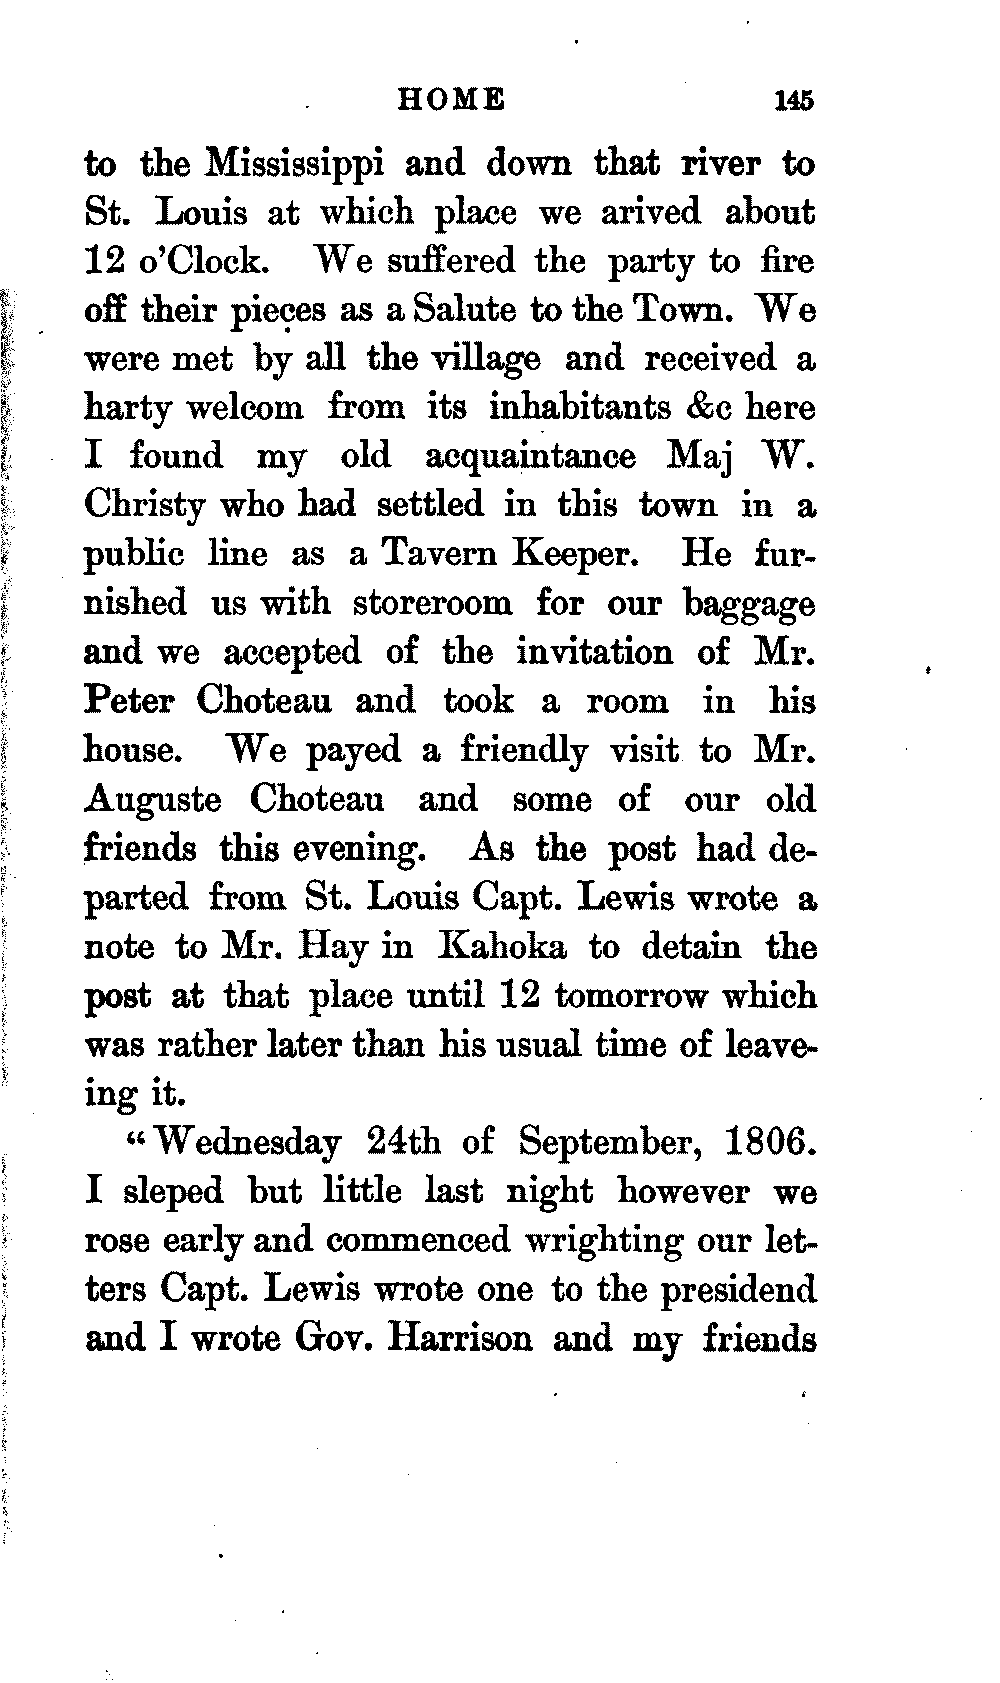 HOME 145
to the Mississippi and down that river to
St. Louis at which place we arived about
12 o'Clock. We suffered the party to fire
off their pieces as a Salute to the Town. We
were met by all the village and received a
harty welcom from its inhabitants &c here
I found my old acquaintance Maj W.
Christy who had settled in this town in a
public line as a Tavern Keeper. He fur-
nished us with storeroom for our baggage
and we accepted of the invitation of Mr.
Peter Choteau and took a room in his
house. We payed a friendly visit to Mr.
Auguste Choteau and some of our old
friends this evening. As the post had de-
parted from St. Louis Capt. Lewis wrote a
note to Mr. Hay in Kahoka to detain the
post at that place until 12 tomorrow which
was rather later than his usual time of leave-
ing it.
“Wednesday 24th of September, 1806.
I sleped but little last night however we
rose early and commenced wrighting our let-
ters Capt. Lewis wrote one to the presidend
and I wrote Gov. Harrison and my friends